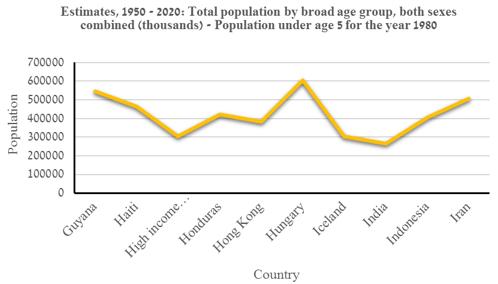 Estimates, 1950 - 2020: Total population by broad age group, both sexes
combined (thousands) - Population under age 5 for the year 1980
700000
600000
500000
400000
300000
200000
100000
0
Population
Guyana
Haiti
High income...
Honduras
Hong Kong
Hungary
Iceland
India
Indonesia
Iran
Country